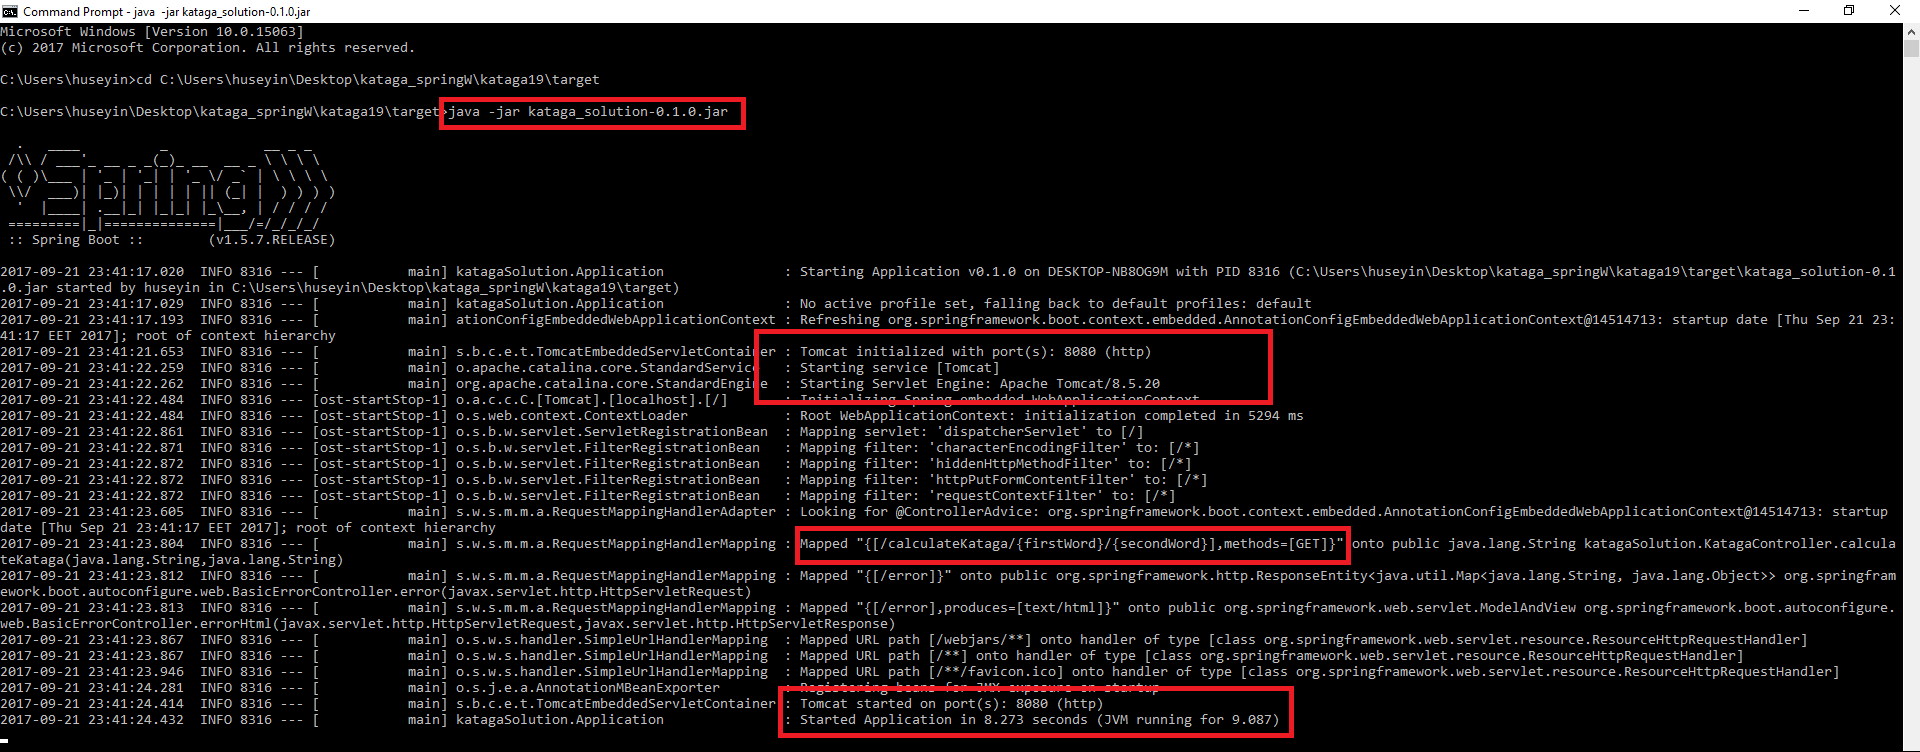 Command Prompt - java  -jar kataga_solution-0.1.0.jar
Microsoft Windows [Version 10.0.15063]
(c) 2017 Microsoft Corporation. All rights reserved.
C:\Users\huseyin>cd C:\Users\huseyin\Desktop\kataga_springW\kataga19\target
C:\Users\huseyin\Desktop\kataga_springW\kataga19\target>java -jar kataga_solution-0.1.0.jar
  .   ____          _            __ _ _
 /\\ / ___'_ __ _ _(_)_ __  __ _ \ \ \ \
( ( )\___ | '_ | '_| | '_ \/ _` | \ \ \ \
 \\/  ___)| |_)| | | | | || (_| |  ) ) ) )
  '  |____| .__|_| |_|_| |_\__, | / / / /
 =========|_|==============|___/=/_/_/_/
 :: Spring Boot ::        (v1.5.7.RELEASE)
2017-09-21 23:41:17.020  INFO 8316 --- [           main] katagaSolution.Application               : Starting Application v0.1.0 on DESKTOP-NB8OG9M with PID 8316 (C:\Users\huseyin\Desktop\kataga_springW\kataga19\target\kataga_solution-0.1
.0.jar started by huseyin in C:\Users\huseyin\Desktop\kataga_springW\kataga19\target)
2017-09-21 23:41:17.029  INFO 8316 --- [           main] katagaSolution.Application               : No active profile set, falling back to default profiles: default
2017-09-21 23:41:17.193  INFO 8316 --- [           main] ationConfigEmbeddedWebApplicationContext : Refreshing org.springframework.boot.context.embedded.AnnotationConfigEmbeddedWebApplicationContext@14514713: startup date [Thu Sep 21 23:
41:17 EET 2017]; root of context hierarchy
2017-09-21 23:41:21.653  INFO 8316 --- [           main] s.b.c.e.t.TomcatEmbeddedServletContainer : Tomcat initialized with port(s): 8080 (http)
2017-09-21 23:41:22.259  INFO 8316 --- [           main] o.apache.catalina.core.StandardService   : Starting service [Tomcat]
2017-09-21 23:41:22.262  INFO 8316 --- [           main] org.apache.catalina.core.StandardEngine  : Starting Servlet Engine: Apache Tomcat/8.5.20
2017-09-21 23:41:22.484  INFO 8316 --- [ost-startStop-1] o.a.c.c.C.[Tomcat].[localhost].[/]       : Initializing Spring embedded WebApplicationContext
2017-09-21 23:41:22.484  INFO 8316 --- [ost-startStop-1] o.s.web.context.ContextLoader            : Root WebApplicationContext: initialization completed in 5294 ms
2017-09-21 23:41:22.861  INFO 8316 --- [ost-startStop-1] o.s.b.w.servlet.ServletRegistrationBean  : Mapping servlet: 'dispatcherServlet' to [/]
2017-09-21 23:41:22.871  INFO 8316 --- [ost-startStop-1] o.s.b.w.servlet.FilterRegistrationBean   : Mapping filter: 'characterEncodingFilter' to: [/*]
2017-09-21 23:41:22.872  INFO 8316 --- [ost-startStop-1] o.s.b.w.servlet.FilterRegistrationBean   : Mapping filter: 'hiddenHttpMethodFilter' to: [/*]
2017-09-21 23:41:22.872  INFO 8316 --- [ost-startStop-1] o.s.b.w.servlet.FilterRegistrationBean   : Mapping filter: 'httpPutFormContentFilter' to: [/*]
2017-09-21 23:41:22.872  INFO 8316 --- [ost-startStop-1] o.s.b.w.servlet.FilterRegistrationBean   : Mapping filter: 'requestContextFilter' to: [/*]
2017-09-21 23:41:23.605  INFO 8316 --- [           main] s.w.s.m.m.a.RequestMappingHandlerAdapter : Looking for @ControllerAdvice: org.springframework.boot.context.embedded.AnnotationConfigEmbeddedWebApplicationContext@14514713: startup
date [Thu Sep 21 23:41:17 EET 2017]; root of context hierarchy
2017-09-21 23:41:23.804  INFO 8316 --- [           main] s.w.s.m.m.a.RequestMappingHandlerMapping : Mapped "{[/calculateKataga/{firstWord}/{secondWord}],methods=[GET]}" onto public java.lang.String katagaSolution.KatagaController.calcula
teKataga(java.lang.String,java.lang.String)
2017-09-21 23:41:23.812  INFO 8316 --- [           main] s.w.s.m.m.a.RequestMappingHandlerMapping : Mapped "{[/error]}" onto public org.springframework.http.ResponseEntity<java.util.Map<java.lang.String, java.lang.Object>> org.springfram
ework.boot.autoconfigure.web.BasicErrorController.error(javax.servlet.http.HttpServletRequest)
2017-09-21 23:41:23.813  INFO 8316 --- [           main] s.w.s.m.m.a.RequestMappingHandlerMapping : Mapped "{[/error],produces=[text/html]}" onto public org.springframework.web.servlet.ModelAndView org.springframework.boot.autoconfigure.
web.BasicErrorController.errorHtml(javax.servlet.http.HttpServletRequest,javax.servlet.http.HttpServletResponse)
2017-09-21 23:41:23.867  INFO 8316 --- [           main] o.s.w.s.handler.SimpleUrlHandlerMapping  : Mapped URL path [/webjars/**] onto handler of type [class org.springframework.web.servlet.resource.ResourceHttpRequestHandler]
2017-09-21 23:41:23.867  INFO 8316 --- [           main] o.s.w.s.handler.SimpleUrlHandlerMapping  : Mapped URL path [/**] onto handler of type [class org.springframework.web.servlet.resource.ResourceHttpRequestHandler]
2017-09-21 23:41:23.946  INFO 8316 --- [           main] o.s.w.s.handler.SimpleUrlHandlerMapping  : Mapped URL path [/**/favicon.ico] onto handler of type [class org.springframework.web.servlet.resource.ResourceHttpRequestHandler]
2017-09-21 23:41:24.281  INFO 8316 --- [           main] o.s.j.e.a.AnnotationMBeanExporter        : Registering beans for JMX exposure on startup
2017-09-21 23:41:24.414  INFO 8316 --- [           main] s.b.c.e.t.TomcatEmbeddedServletContainer : Tomcat started on port(s): 8080 (http)
2017-09-21 23:41:24.432  INFO 8316 --- [           main] katagaSolution.Application               : Started Application in 8.273 seconds (JVM running for 9.087)